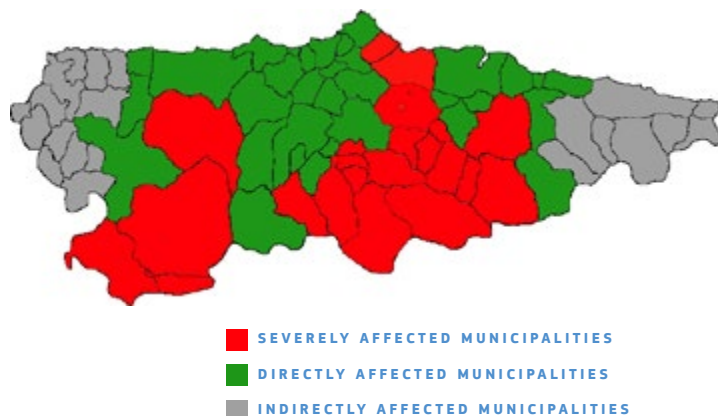 SEVERELY AFFECTED MUNICIPALITIES
DIRECTLY AFFECTED MUNICIPALITIES
INDIRECTLY AFFECTED MUNICIPALITIES